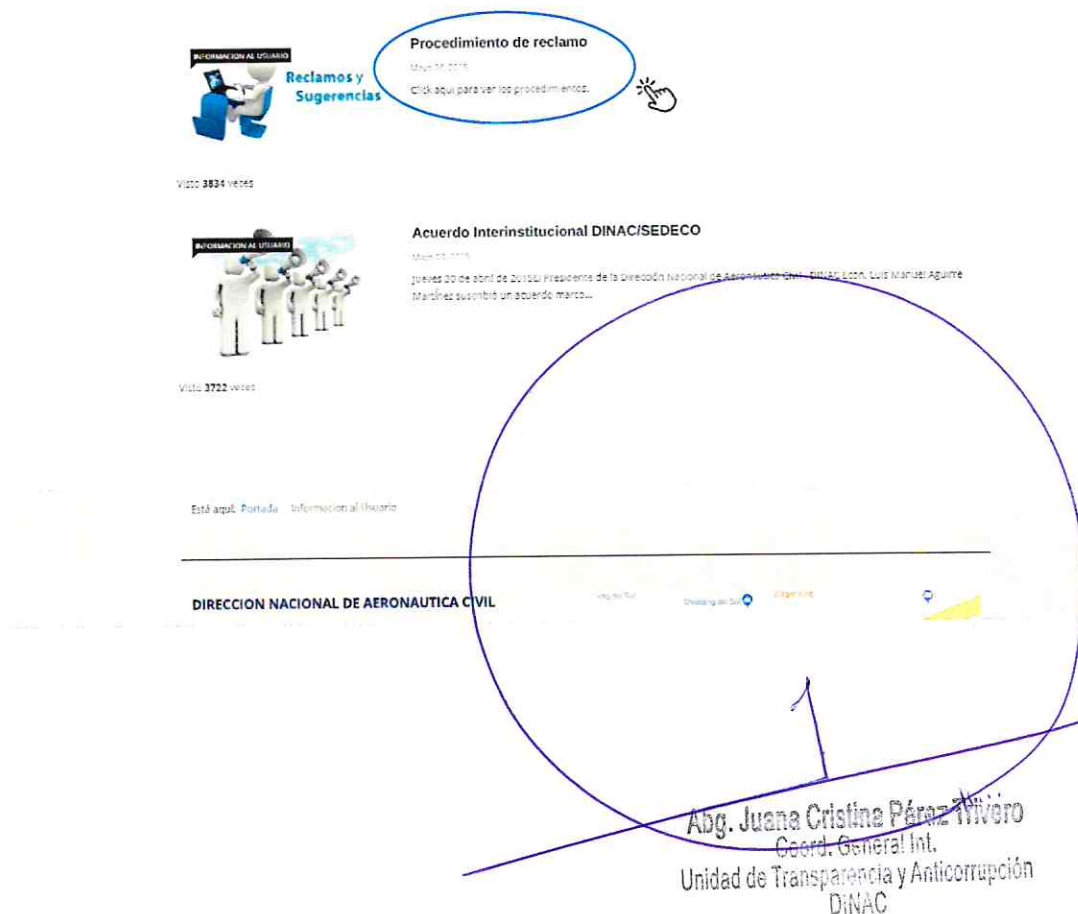 Procedimiento de reclamo
INFORMACION AL USUARIO
Reclamos y
Sugerencias
Click aqui para ver los procedimientos.
Visto 3834 veces
Acuerdo Interinstitucional DINAC/SEDECO
INFORMACION AL USUARIO
Jueves 30 de abril de 2015El Presidente de la Dirección Nacional de Aeronáutica Civil - DINAC Econ. Luis Manuel Aguirre
Martínez suscribió un acuerdo marco...
Visto 3722 veces
Está aquí: Portada Informacion al Usuario
DIRECCION NACIONAL DE AERONAUTICA CIVIL
Shopping del Sol
Abg. Juana Cristina Pérez
Coord. General Int.
Unidad de Transparencia y Anticorrupción
DINAC